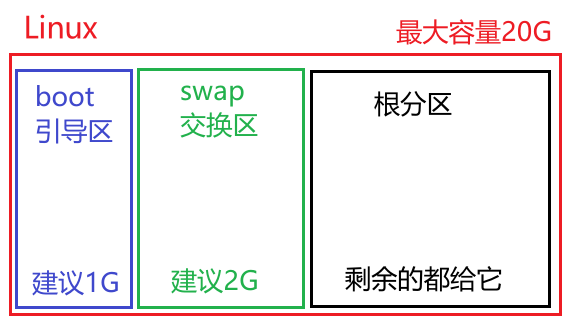 Linux
最大容量20G
boot
引导区
建议1G
swap
交换区
建议2G
根分区
剩余的都给它